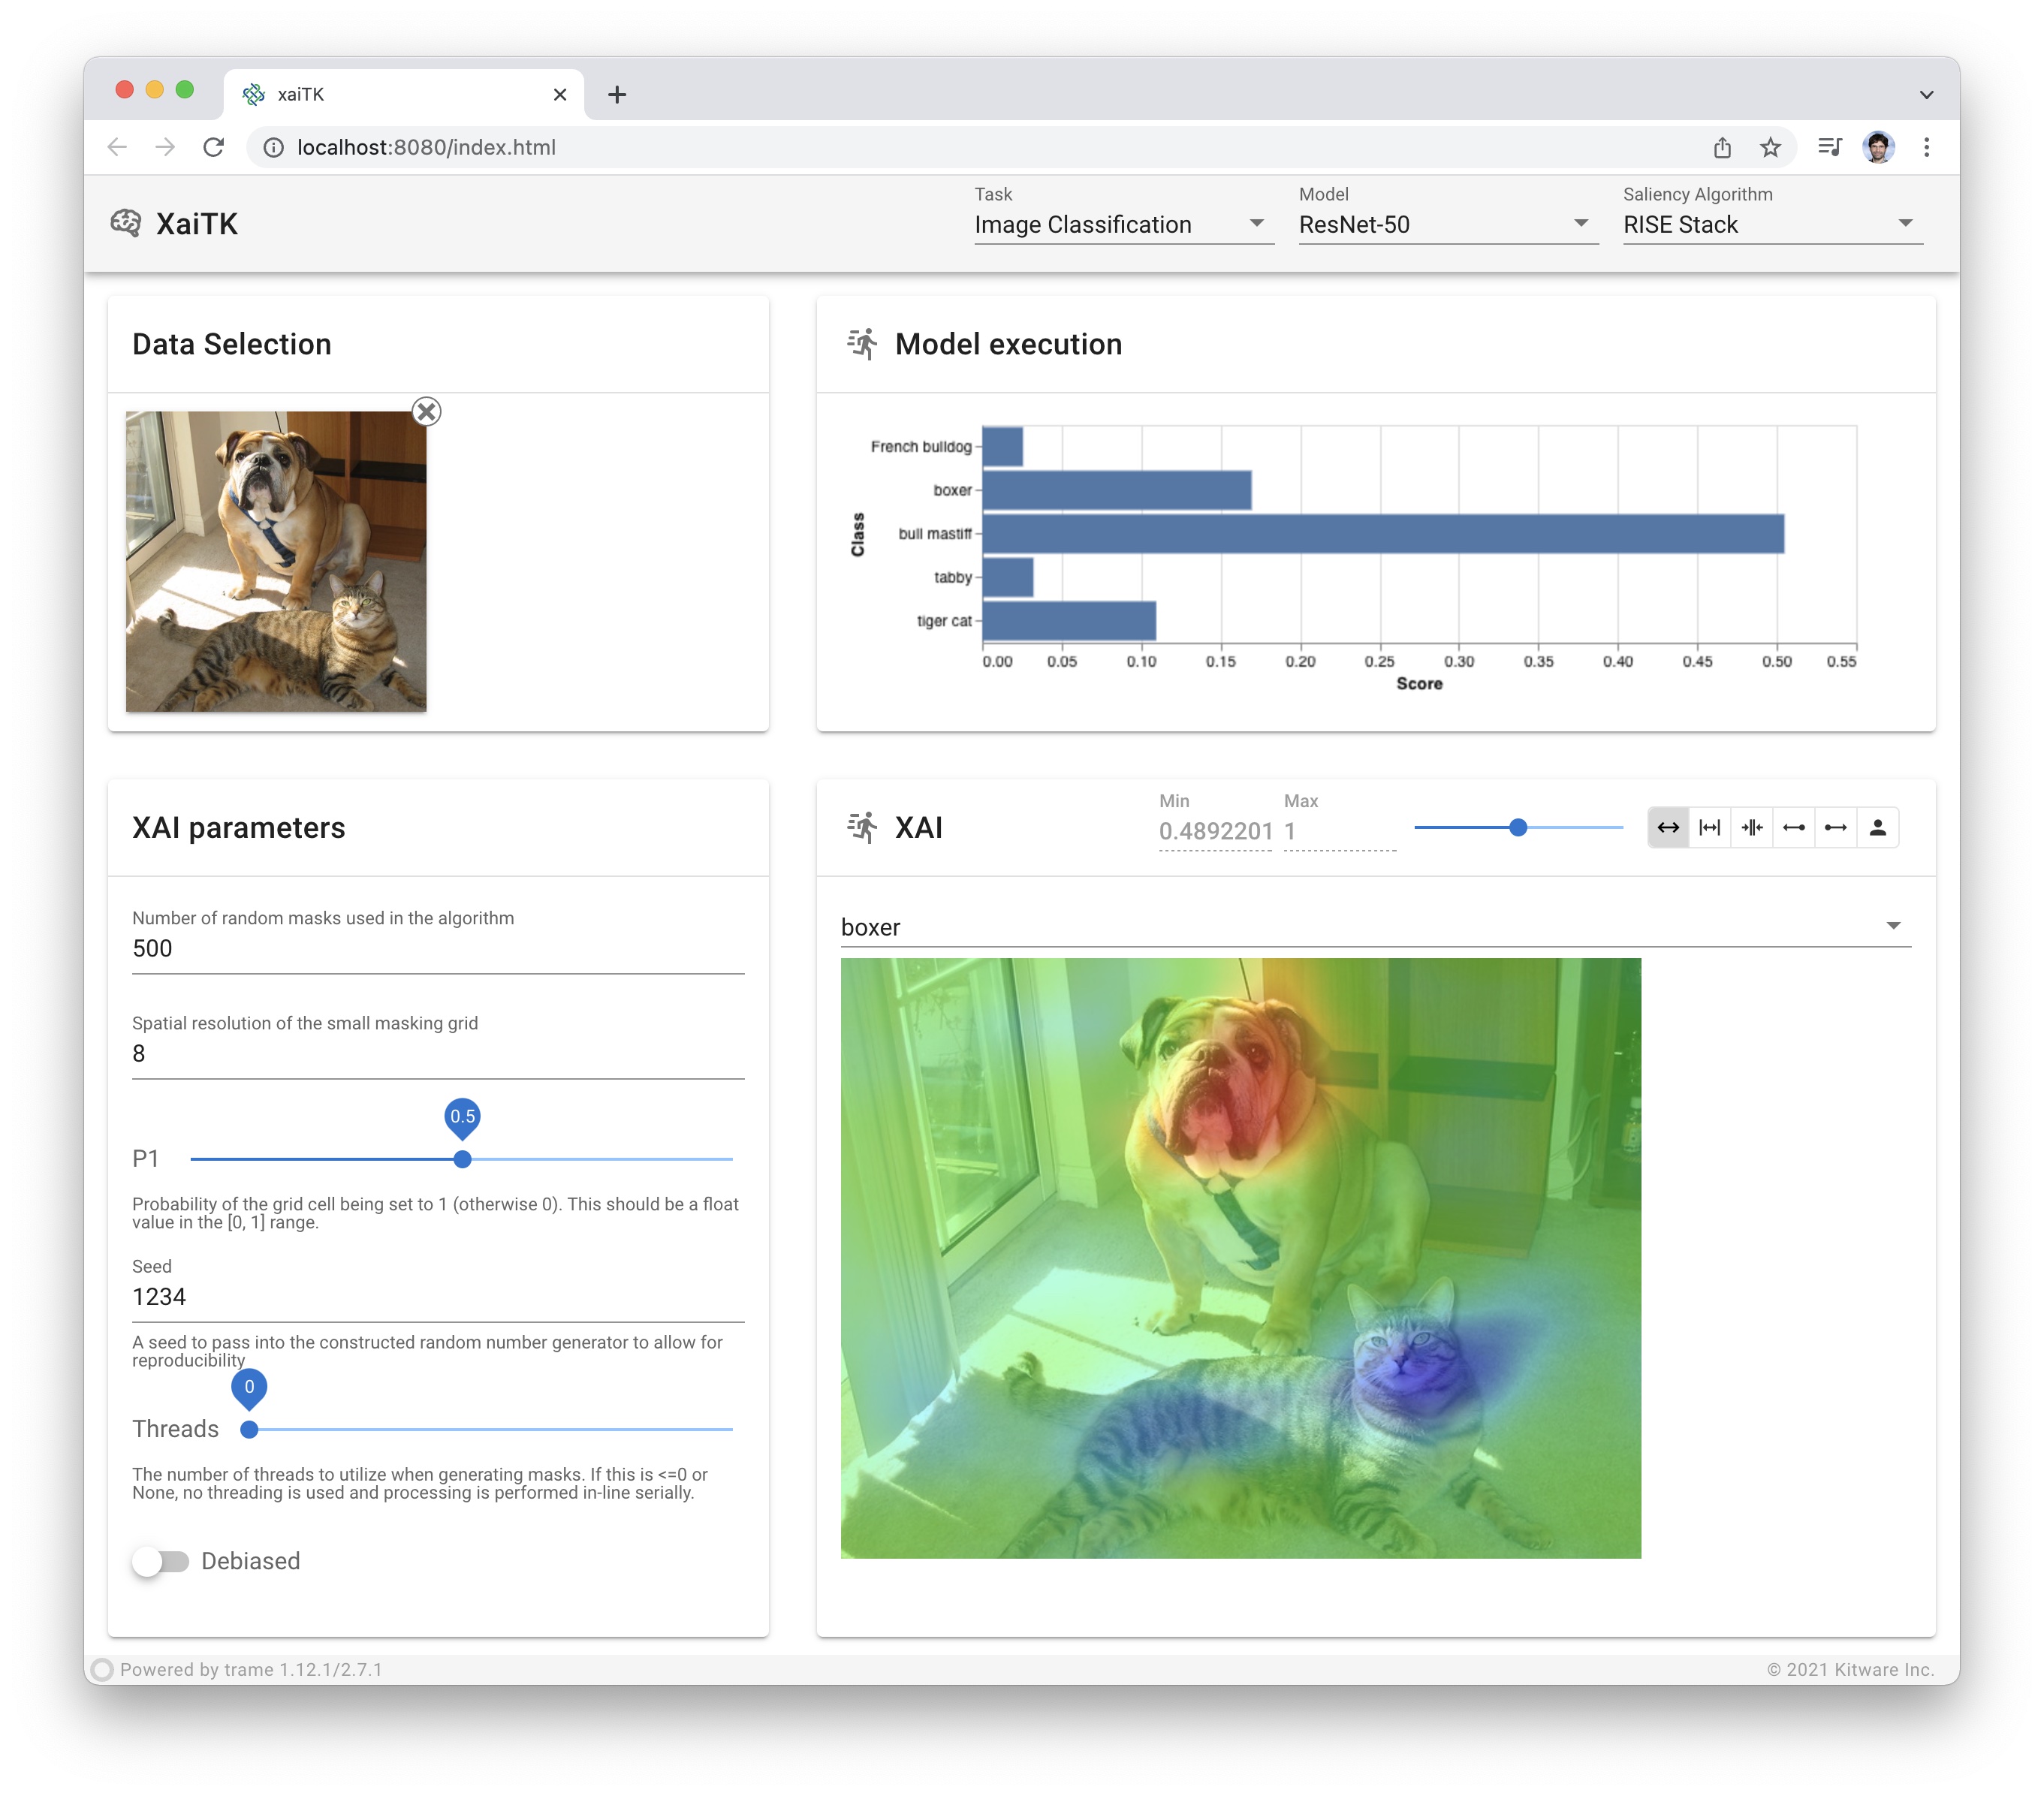 xaiTK
localhost:8080/index.html
XaiTK
Task
Image Classification
Model
ResNet-50
Saliency Algorithm
RISE Stack
Data Selection
Model execution
Class
French bulldog
boxer
bull mastiff
tabby
tiger cat
0.00 0.05 0.10 0.15 0.20 0.25 0.30 0.35 0.40 0.45 0.50 0.55
Score
XAI parameters
Number of random masks used in the algorithm
500
Spatial resolution of the small masking grid
8
0.5
P1
Probability of the grid cell being set to 1 (otherwise 0). This should be a float
value in the [0, 1] range.
Seed
1234
A seed to pass into the constructed random number generator to allow for
reproducibility
0
Threads
The number of threads to utilize when generating masks. If this is <=0 or
None, no threading is used and processing is performed in-line serially.
Debiased
XAI
Min
0.4892201
Max
1
boxer
Powered by trame 1.12.1/2.7.1
© 2021 Kitware Inc.